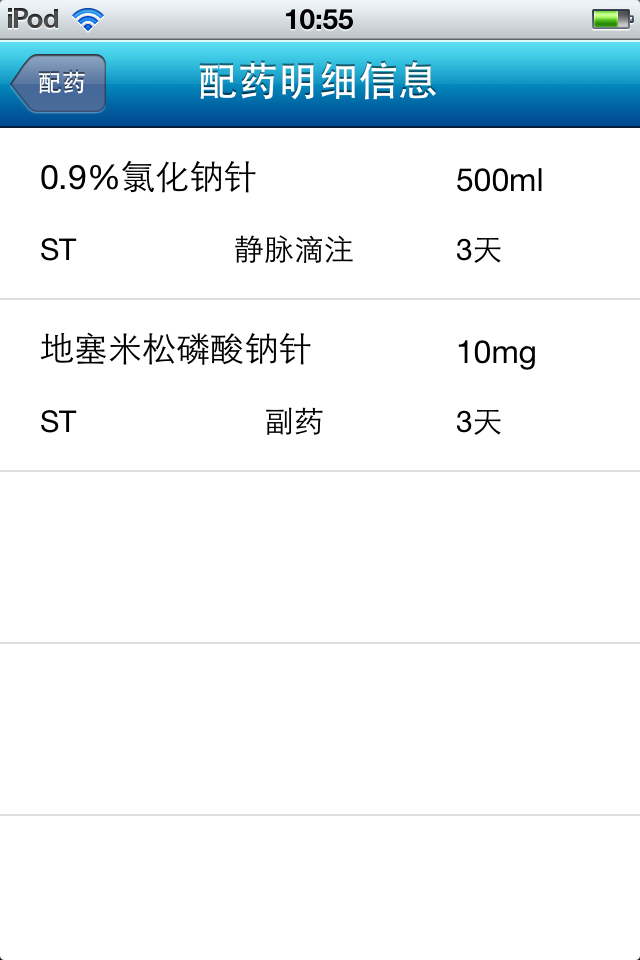 iPod 10:55
配药 配药明细信息
0.9%氯化钠针 500ml
ST 静脉滴注 3天
地塞米松磷酸钠针 10mg
ST 副药 3天